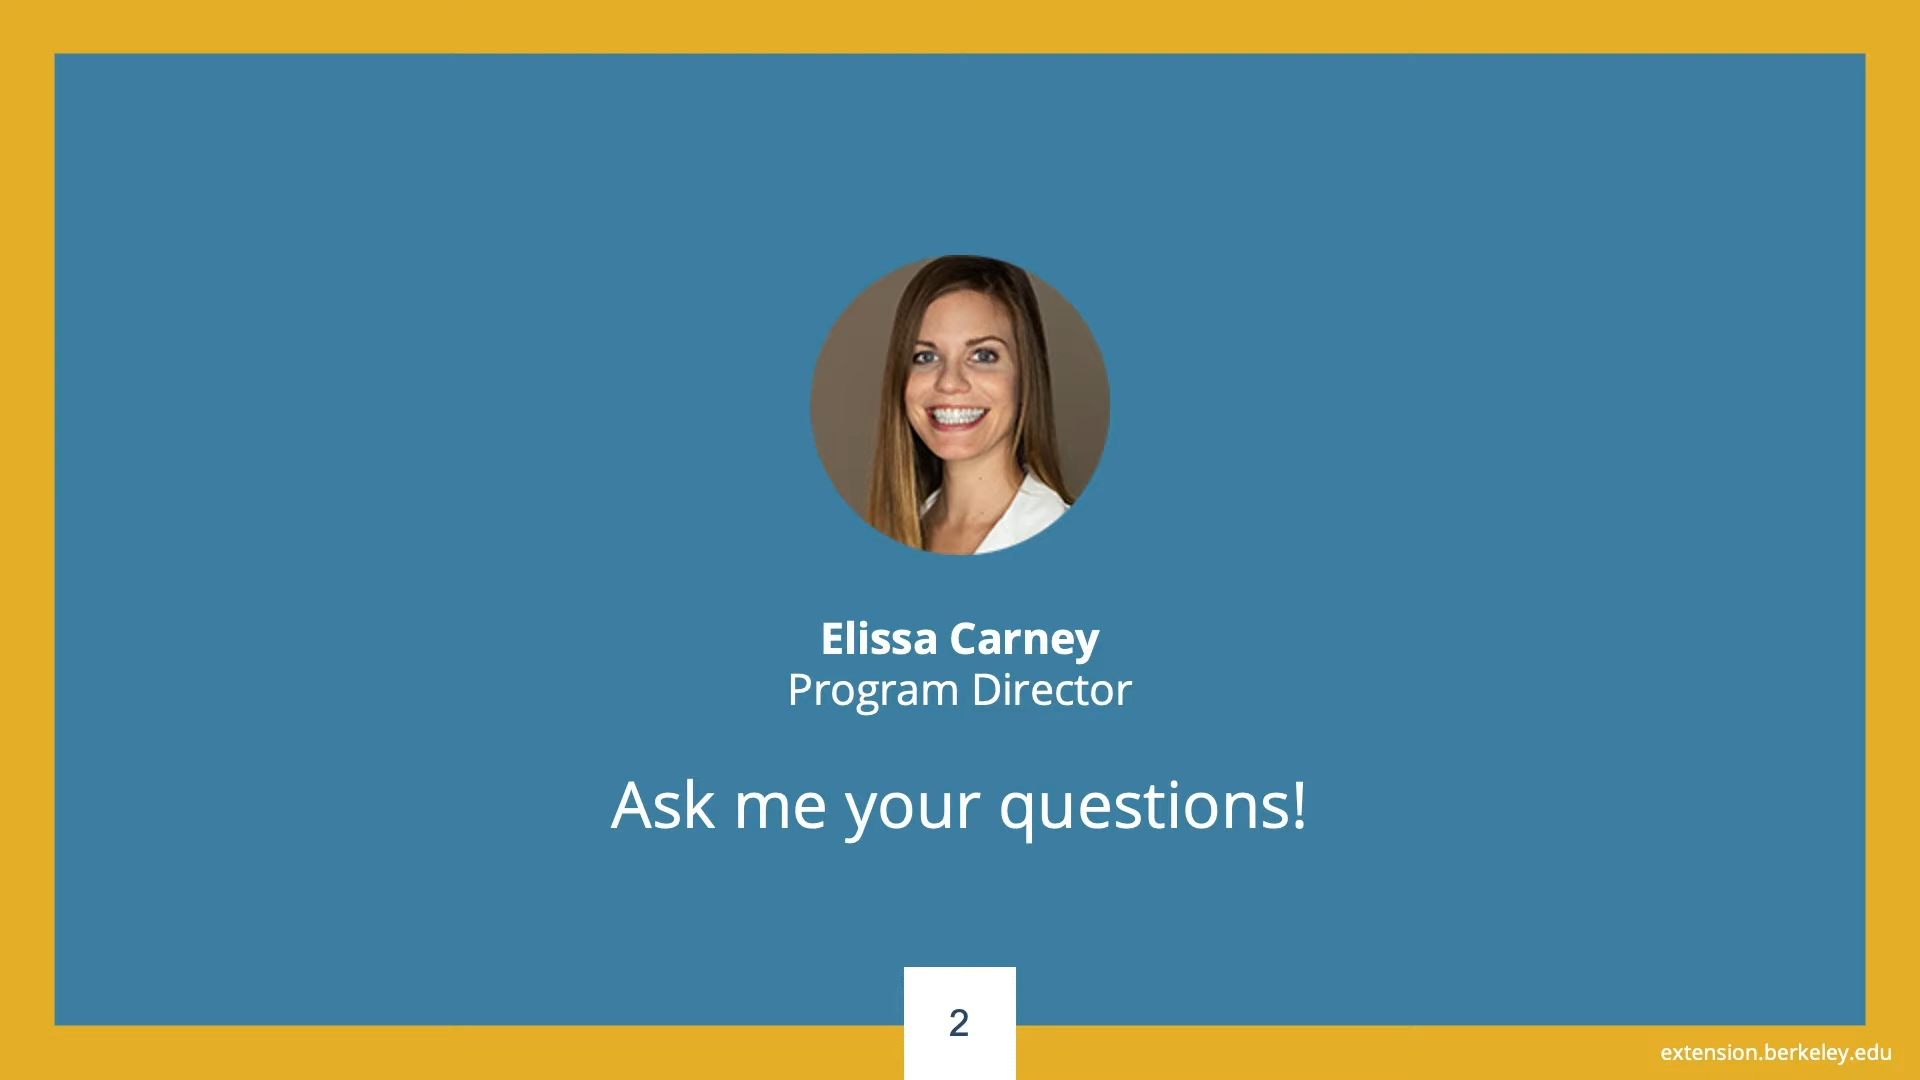 Elissa Carney
Program Director
Ask me your questions!
2
extension.berkeley.edu